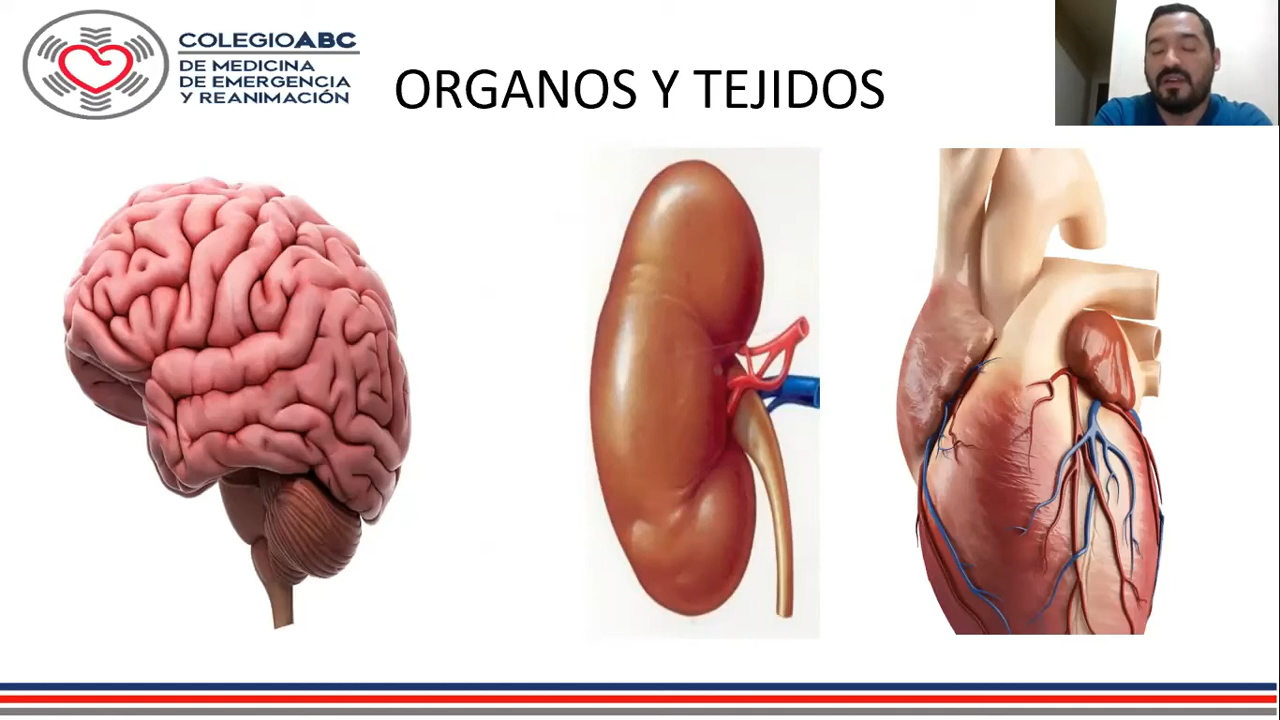 COLEGIOABC
DE MEDICINA
DE EMERGENCIA
Y REANIMACIÓN
ORGANOS Y TEJIDOS